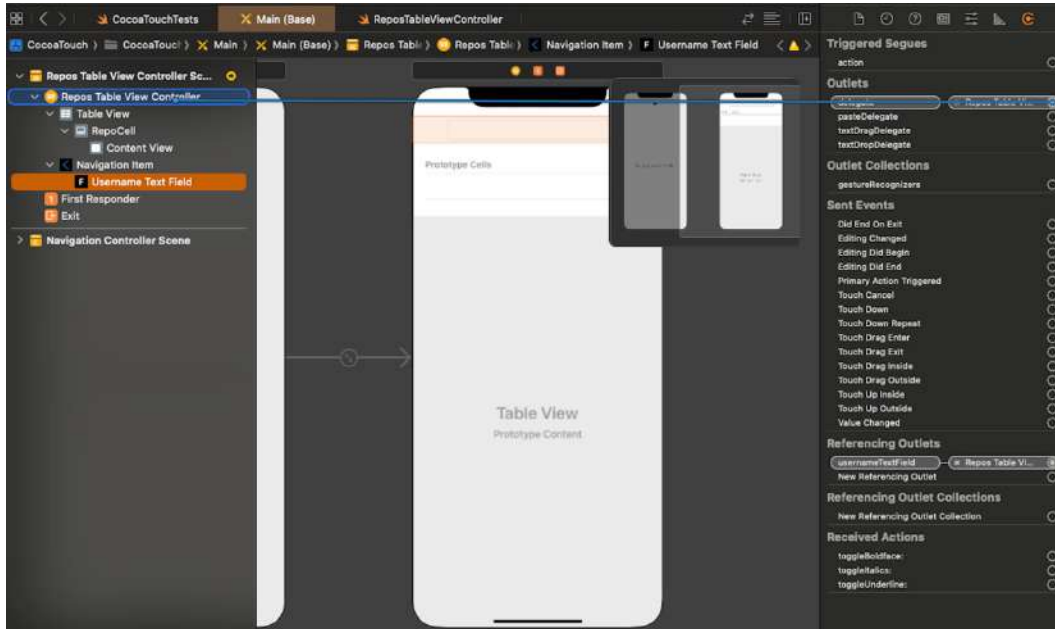 CocoaTouchTests
Main (Base)
ReposTableViewController
CocoaTouch
CocoaToucl
Main
Main (Base)
Repos Tabl
Repos Table
Navigation Item
F Username Text Field
Repos Table View Controller Sc...
Repos Table View Controller
Table View
RepoCell
Content View
Navigation Item
F Username Text Field
First Responder
Exit
Navigation Controller Scene
Prototype Cells
Table View
Prototype Content
Triggered Segues
action
Outlets
delegate Repos Table Vi...
pasteDelegate
textDragDelegate
textDropDelegate
Outlet Collections
gestureRecognizers
Sent Events
Did End On Exit
Editing Changed
Editing Did Begin
Editing Did End
Primary Action Triggered
Touch Cancel
Touch Down
Touch Down Repeat
Touch Drag Enter
Touch Drag Exit
Touch Drag Inside
Touch Drag Outside
Touch Up Inside
Touch Up Outside
Value Changed
Referencing Outlets
usernameTextField Repos Table Vi...
New Referencing Outlet
Referencing Outlet Collections
New Referencing Outlet Collection
Received Actions
toggleBoldface:
toggleItalics:
toggleUnderline: